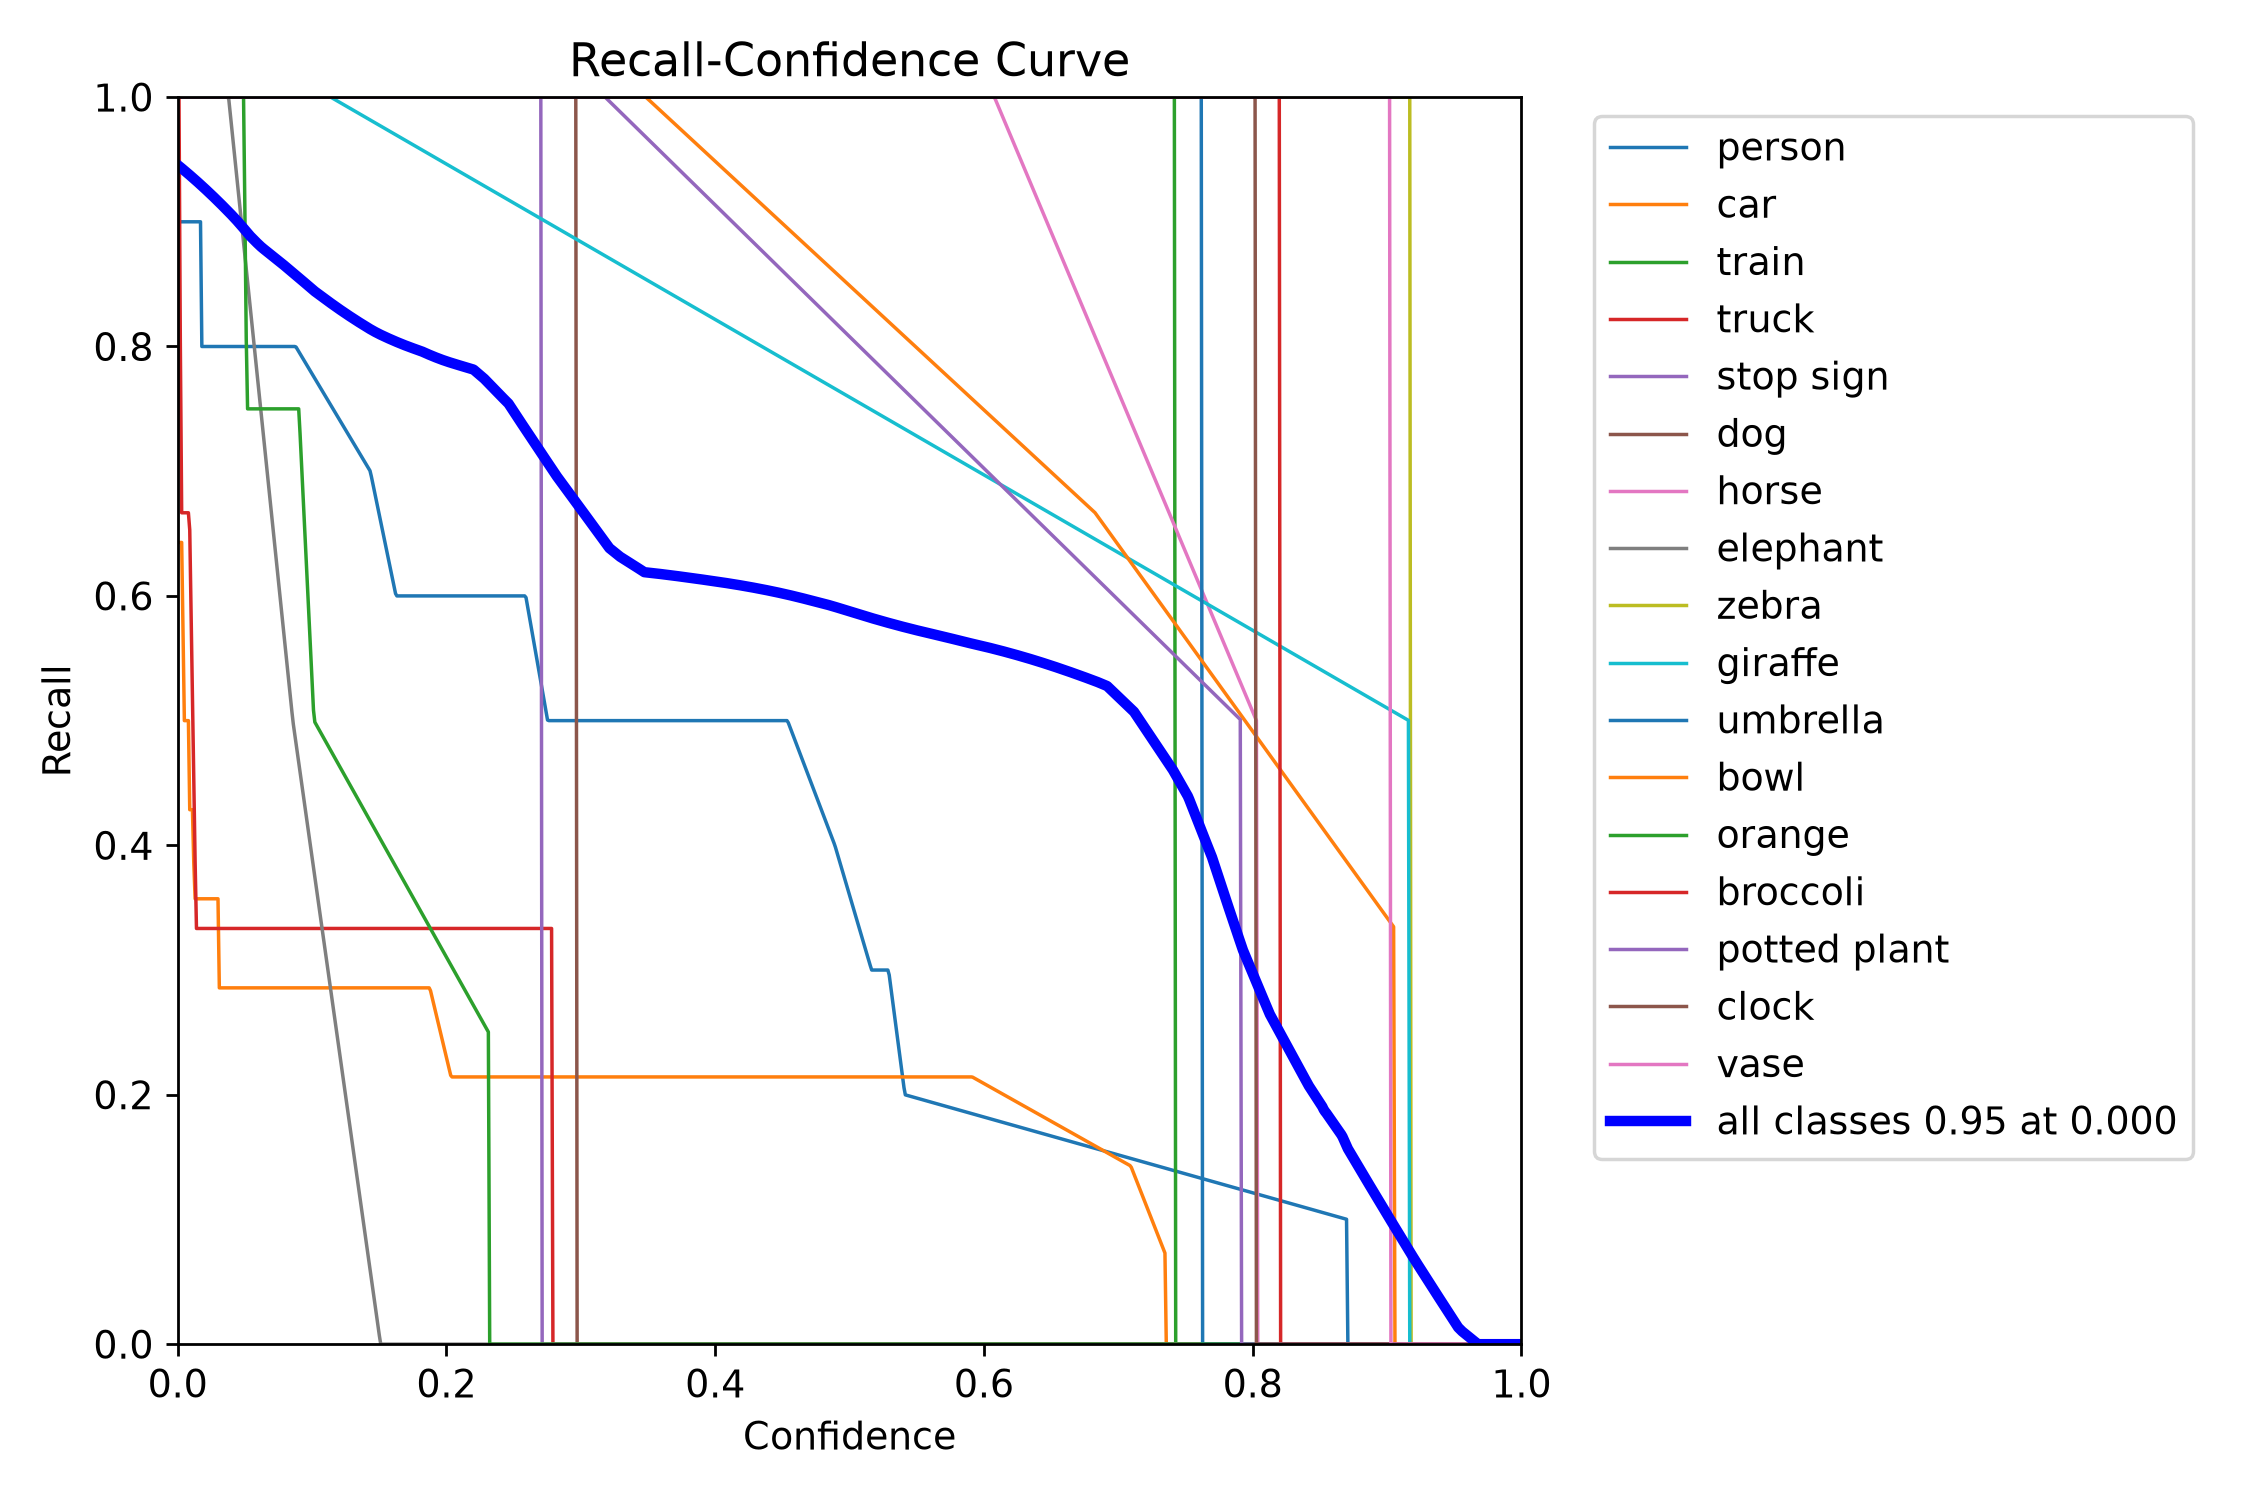 Recall-Confidence Curve
1.0
0.8
0.6
0.4
0.2
0.0
Recall
0.0 0.2 0.4 0.6 0.8 1.0
Confidence
person
car
train
truck
stop sign
dog
horse
elephant
zebra
giraffe
umbrella
bowl
orange
broccoli
potted plant
clock
vase
all classes 0.95 at 0.000